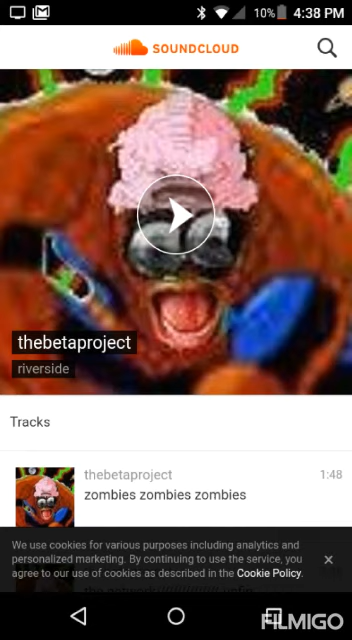 10% 4:38 PM
SOUNDCLOUD
thebetaproject
riverside
Tracks
thebetaproject 1:48
zombies zombies zombies
We use cookies for various purposes including analytics and
personalized marketing. By continuing to use the service, you
agree to our use of cookies as described in the Cookie Policy.
FILMIGO